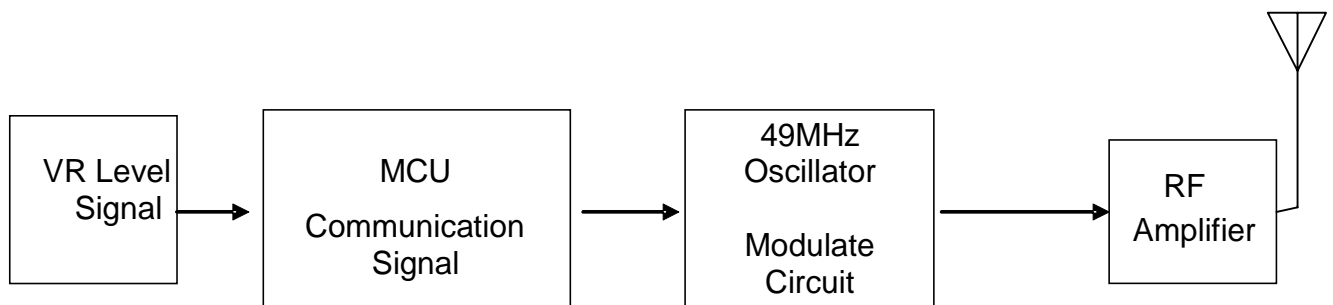 VR Level
Signal
MCU
Communication
Signal
49MHz
Oscillator
Modulate
Circuit
RF
Amplifier